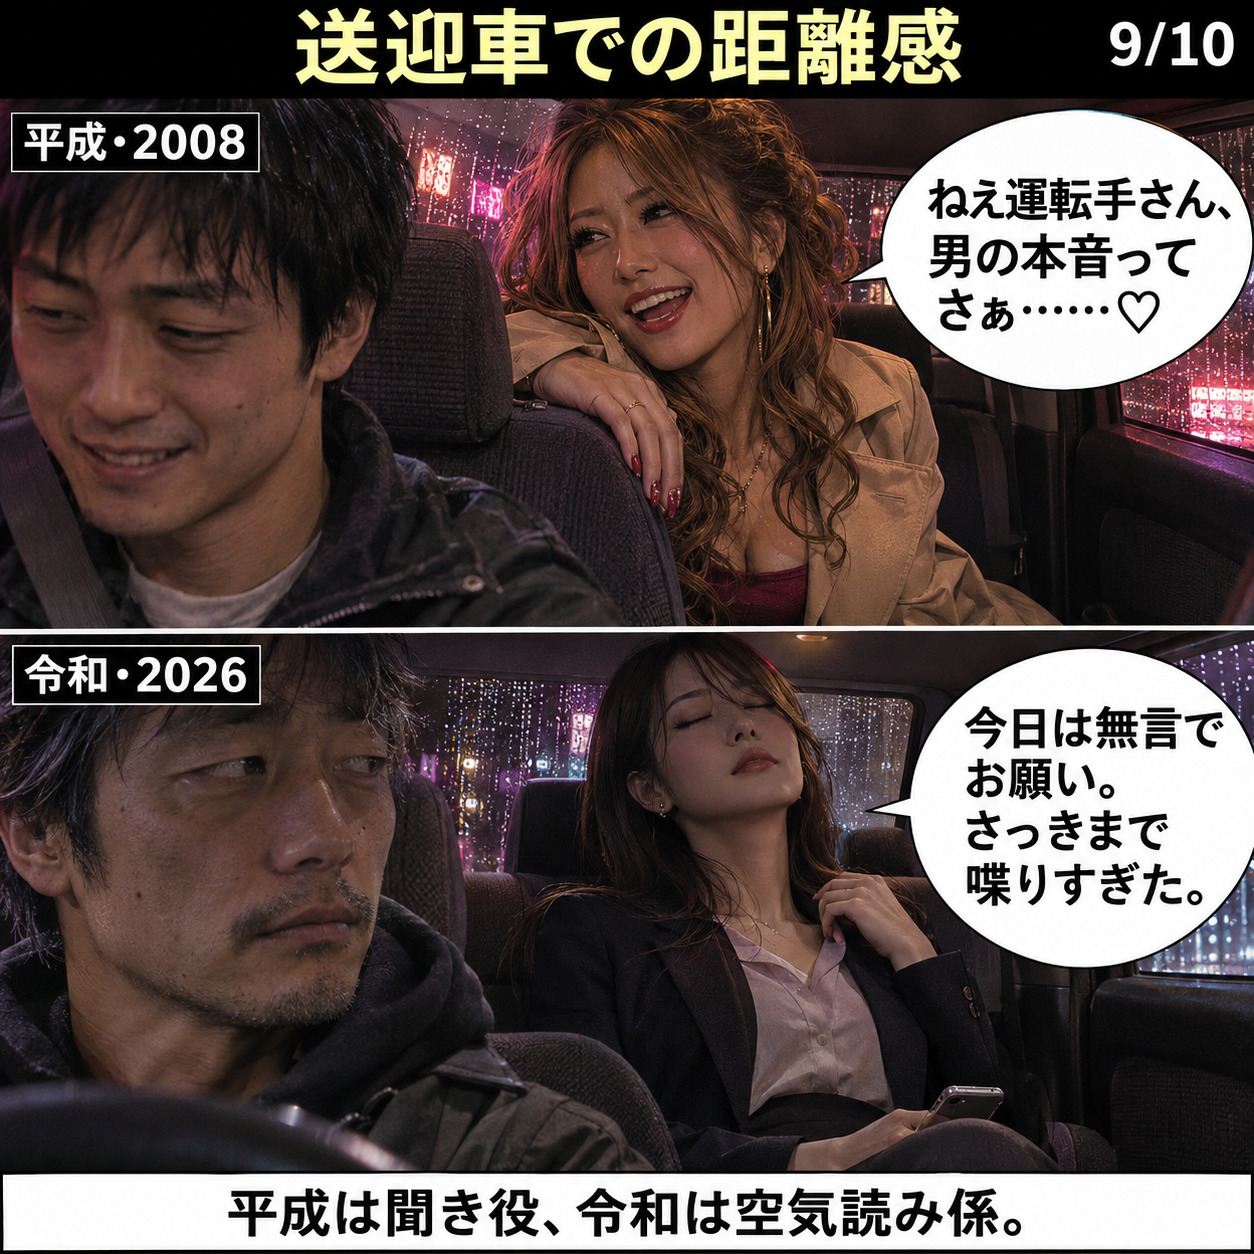 送迎車での距離感
9/10
平成・2008
ねえ運転手さん、
男の本音って
さぁ……♡
令和・2026
今日は無言で
お願い。
さっきまで
喋りすぎた。
平成は聞き役、令和は空気読み係。